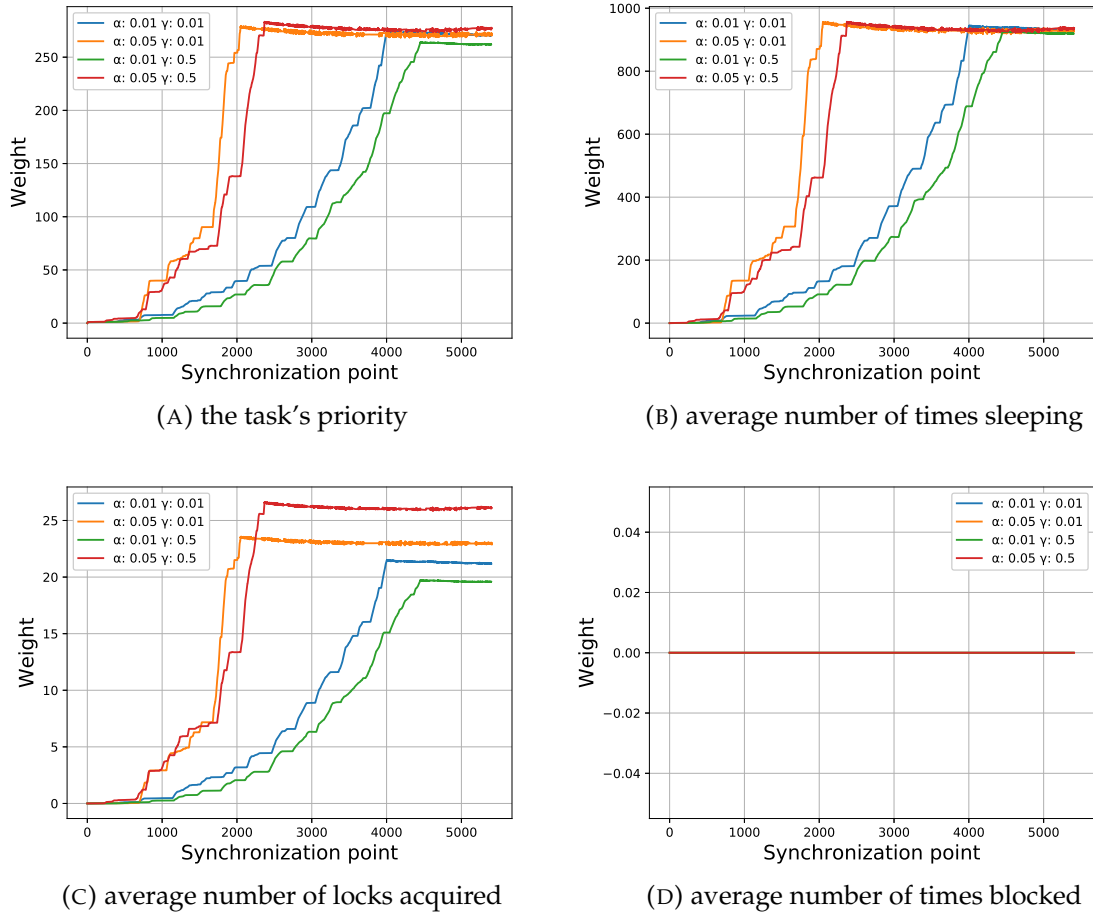 α: 0.01 γ: 0.01
α: 0.05 γ: 0.01
α: 0.01 γ: 0.5
α: 0.05 γ: 0.5
250
200
150
100
50
0
Weight
0 1000 2000 3000 4000 5000
Synchronization point
(A) the task's priority
α: 0.01 γ: 0.01
α: 0.05 γ: 0.01
α: 0.01 γ: 0.5
α: 0.05 γ: 0.5
1000
800
600
400
200
0
Weight
0 1000 2000 3000 4000 5000
Synchronization point
(B) average number of times sleeping
α: 0.01 γ: 0.01
α: 0.05 γ: 0.01
α: 0.01 γ: 0.5
α: 0.05 γ: 0.5
25
20
15
10
5
0
Weight
0 1000 2000 3000 4000 5000
Synchronization point
(C) average number of locks acquired
α: 0.01 γ: 0.01
α: 0.05 γ: 0.01
α: 0.01 γ: 0.5
α: 0.05 γ: 0.5
0.04
0.02
0.00
−0.02
−0.04
Weight
0 1000 2000 3000 4000 5000
Synchronization point
(D) average number of times blocked